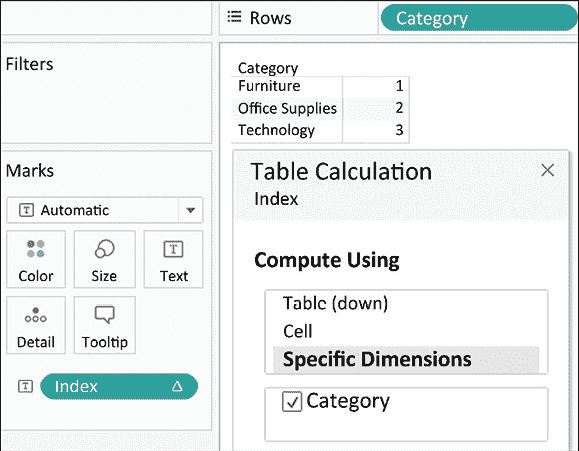 Rows
Category
Filters
Category
Furniture 1
Office Supplies 2
Technology 3
Marks
T Automatic
Color Size Text
Detail Tooltip
T Index Δ
Table Calculation
Index
Compute Using
Table (down)
Cell
Specific Dimensions
Category